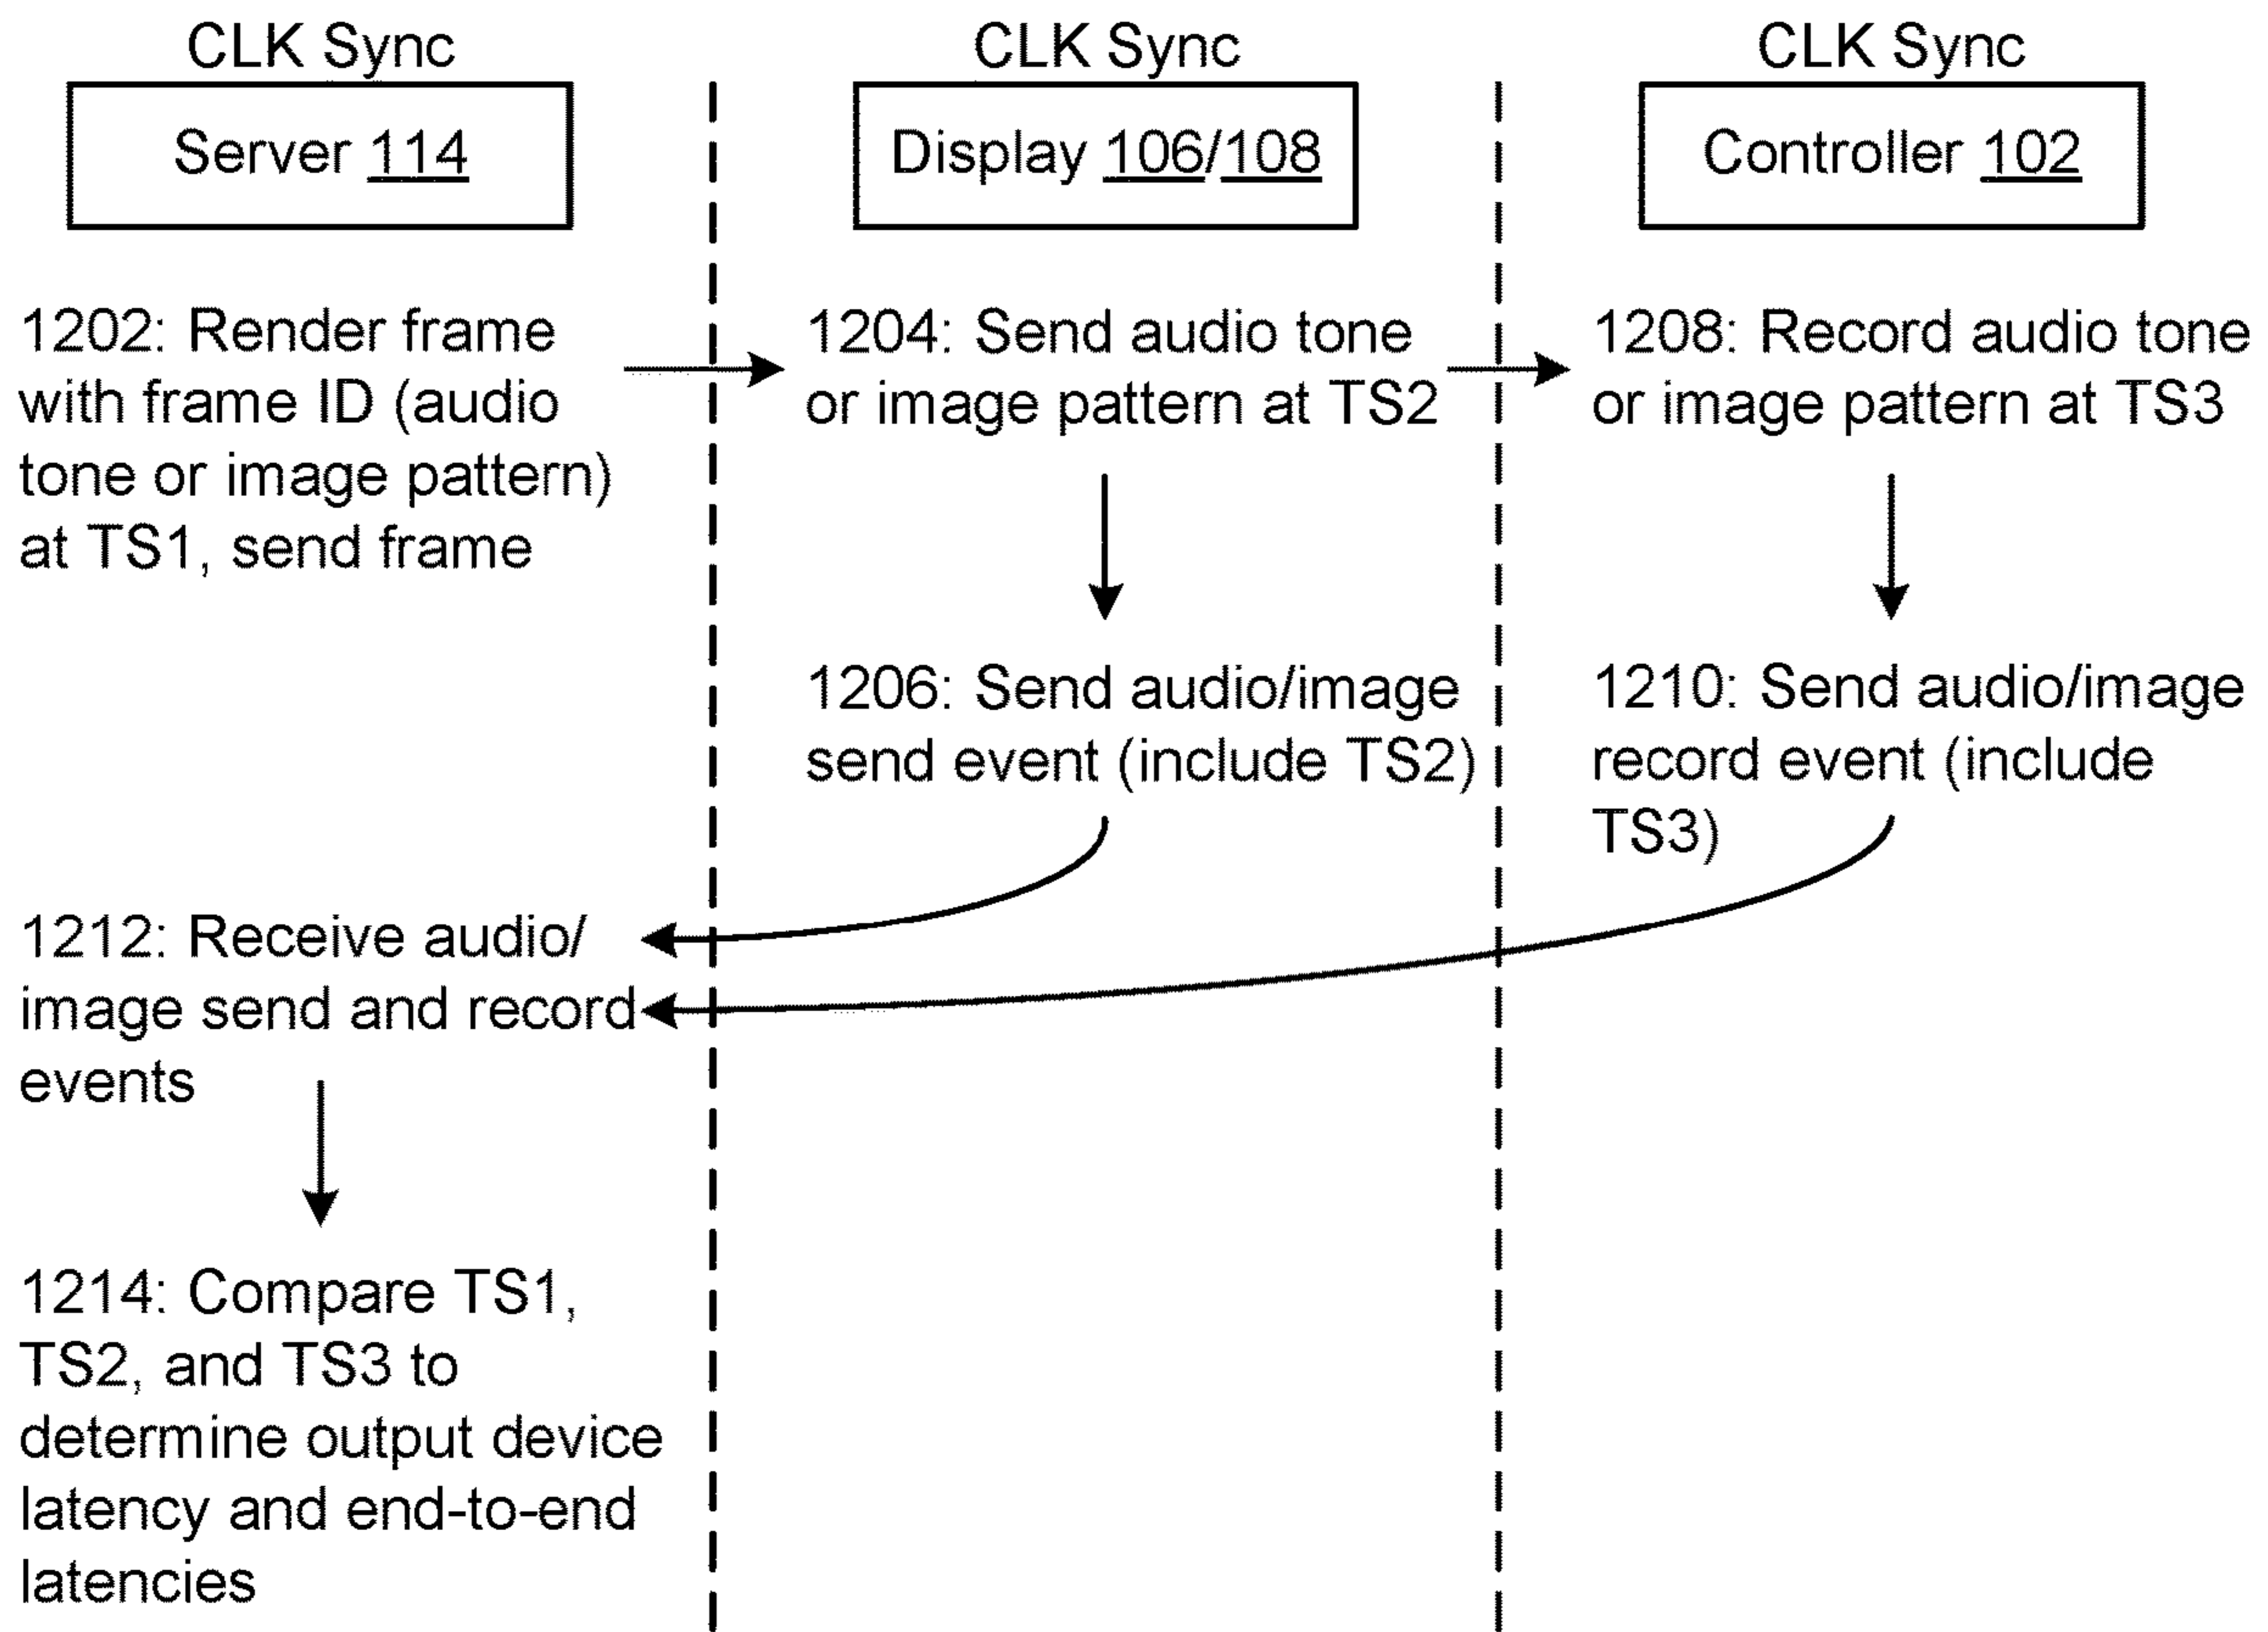 CLK Sync
Server 114
1202: Render frame
with frame ID (audio
tone or image pattern)
at TS1, send frame
1212: Receive audio/
image send and record
events
1214: Compare TS1,
TS2, and TS3 to
determine output device
latency and end-to-end
latencies
CLK Sync
Display 106/108
1204: Send audio tone
or image pattern at TS2
1206: Send audio/image
send event (include TS2)
CLK Sync
Controller 102
1208: Record audio tone
or image pattern at TS3
1210: Send audio/image
record event (include
TS3)